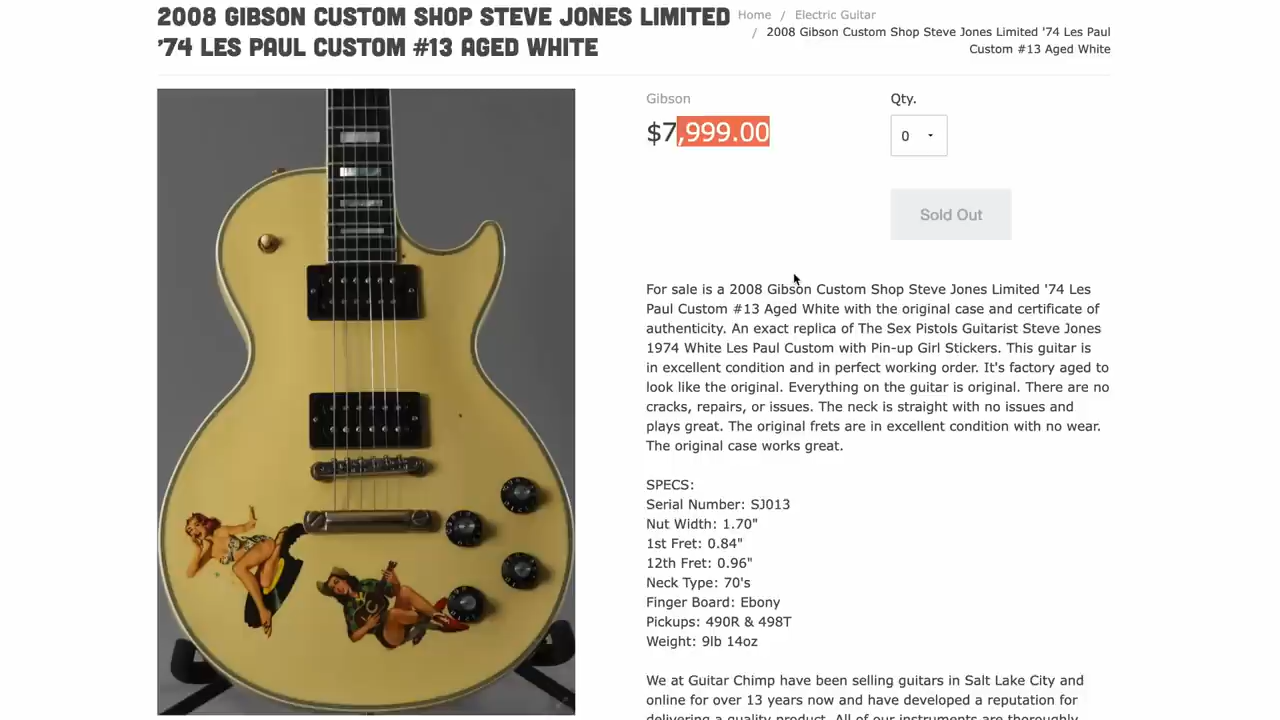 2008 GIBSON CUSTOM SHOP STEVE JONES LIMITED
'74 LES PAUL CUSTOM #13 AGED WHITE
Home / Electric Guitar
/ 2008 Gibson Custom Shop Steve Jones Limited '74 Les Paul
Custom #13 Aged White
Gibson
$7,999.00
Qty.
0
Sold Out
For sale is a 2008 Gibson Custom Shop Steve Jones Limited '74 Les
Paul Custom #13 Aged White with the original case and certificate of
authenticity. An exact replica of The Sex Pistols Guitarist Steve Jones
1974 White Les Paul Custom with Pin-up Girl Stickers. This guitar is
in excellent condition and in perfect working order. It's factory aged to
look like the original. Everything on the guitar is original. There are no
cracks, repairs, or issues. The neck is straight with no issues and
plays great. The original frets are in excellent condition with no wear.
The original case works great.
SPECS:
Serial Number: SJ013
Nut Width: 1.70"
1st Fret: 0.84"
12th Fret: 0.96"
Neck Type: 70's
Finger Board: Ebony
Pickups: 490R & 498T
Weight: 9lb 14oz
We at Guitar Chimp have been selling guitars in Salt Lake City and
online for over 13 years now and have developed a reputation for
delivering a quality product. All of our instruments are thoroughly